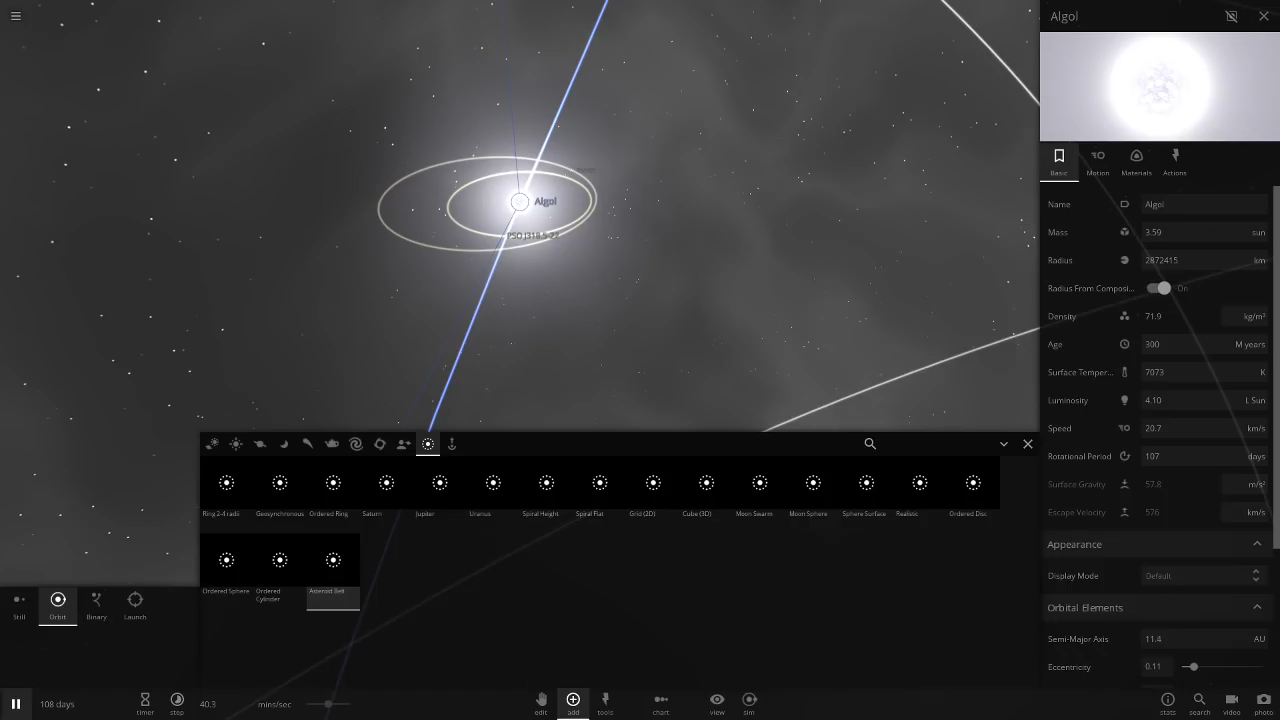 Algol
Algol
PSO J318.5-22
Basic
Motion
Materials
Actions
Name
Algol
Mass
3.59
sun
Radius
2872415
km
Radius From Composi...
On
Density
71.9
kg/m³
Age
300
M years
Surface Temper...
7073
K
Luminosity
4.10
L Sun
Speed
20.7
km/s
Rotational Period
107
days
Surface Gravity
57.8
m/s²
Escape Velocity
576
km/s
Appearance
Display Mode
Default
Orbital Elements
Semi-Major Axis
11.4
AU
Eccentricity
0.11
Ring 2-4 radii
Geosynchronous
Ordered Ring
Saturn
Jupiter
Uranus
Spiral Height
Spiral Flat
Grid (2D)
Cube (3D)
Moon Swarm
Moon Sphere
Sphere Surface
Realistic
Ordered Disc
Ordered Sphere
Ordered
Cylinder
Asteroid Belt
Still
Orbit
Binary
Launch
108 days
timer
step
40.3
mins/sec
edit
add
tools
chart
view
sim
stats
search
video
photo